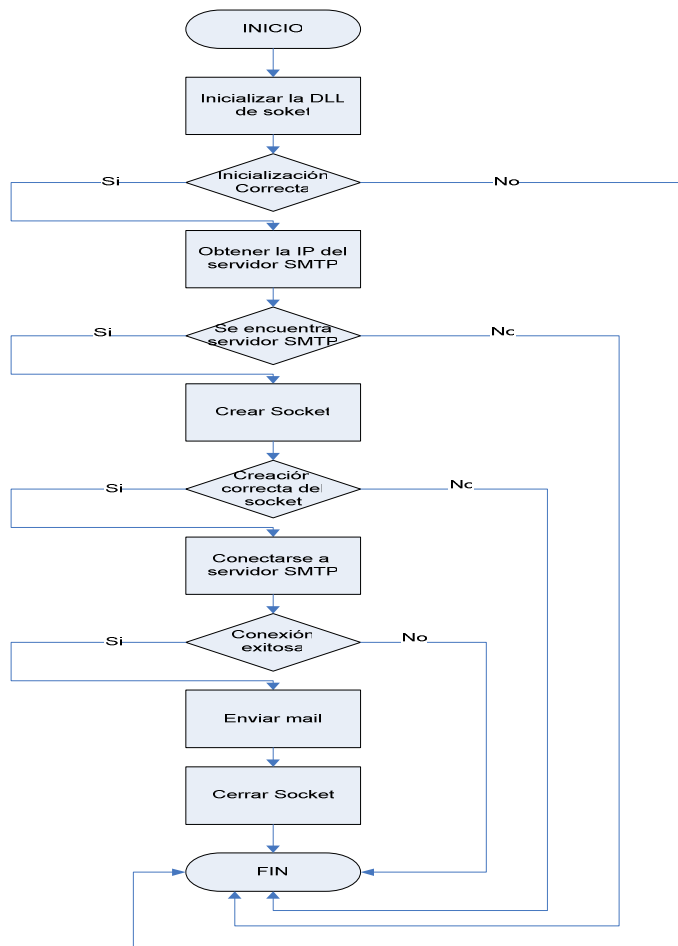 INICIO
Inicializar la DLL
de soket
Inicialización
Correcta
Si
No
Obtener la IP del
servidor SMTP
Se encuentra
servidor SMTP
Si
No
Crear Socket
Creación
correcta del
socket
Si
No
Conectarse a
servidor SMTP
Conexión
exitosa
Si
No
Enviar mail
Cerrar Socket
FIN